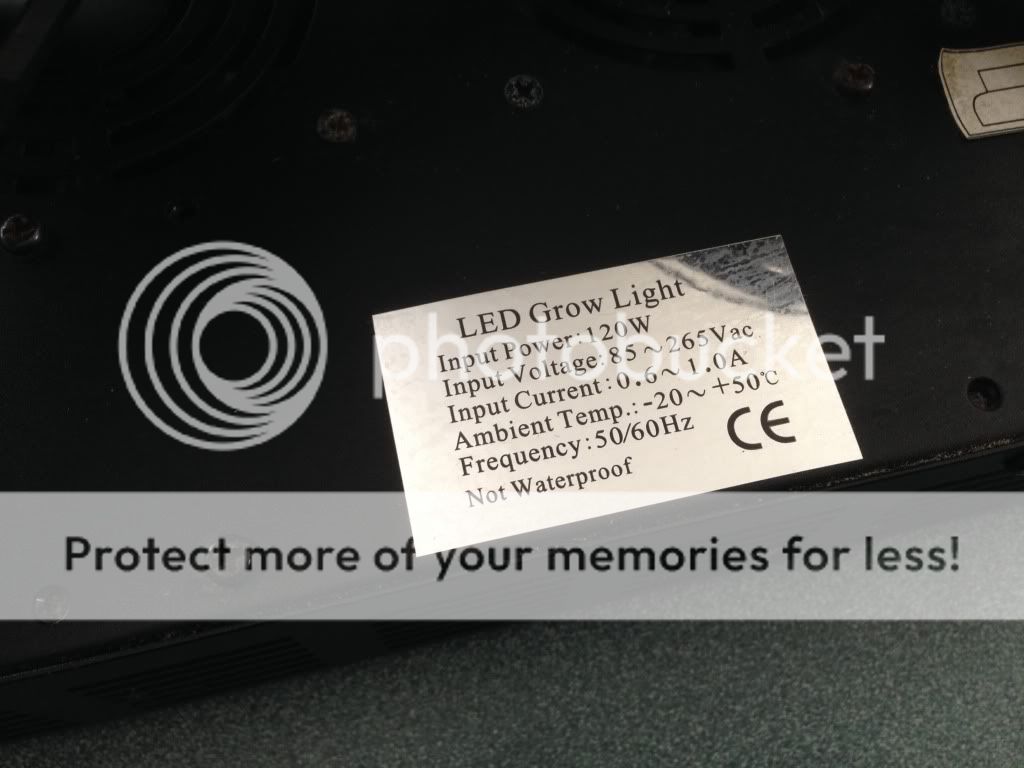 LED Grow Light
Input Power:120W
Input Voltage:85~265Vac
Input Current:0.6~1.0A
Ambient Temp.:-20~+50℃
Frequency:50/60Hz
CE
Not Waterproof
photobucket
Protect more of your memories for less!